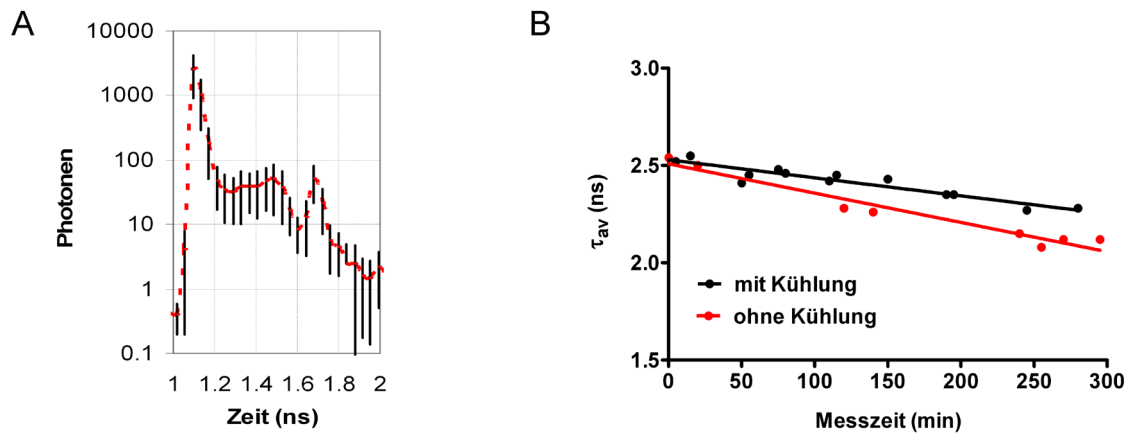 A
10000
1000
100
10
1
0.1
Photonen
1 1.2 1.4 1.6 1.8 2
Zeit (ns)
B
3.0
2.5
2.0
1.5
τav (ns)
mit Kühlung
ohne Kühlung
0 50 100 150 200 250 300
Messzeit (min)